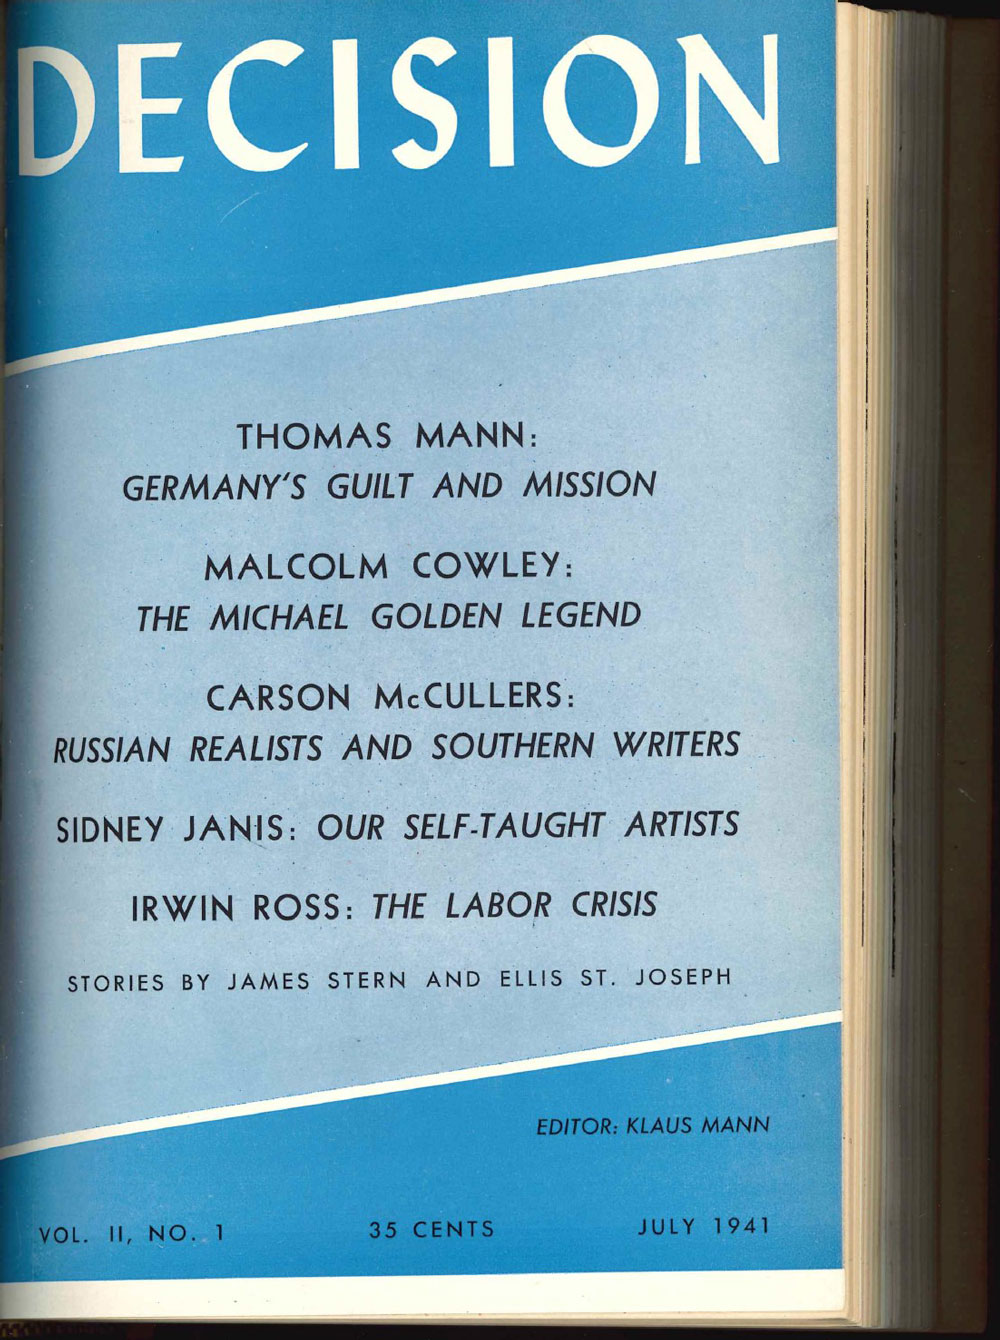 DECISION
THOMAS MANN:
GERMANY'S GUILT AND MISSION
MALCOLM COWLEY:
THE MICHAEL GOLDEN LEGEND
CARSON McCULLERS:
RUSSIAN REALISTS AND SOUTHERN WRITERS
SIDNEY JANIS: OUR SELF-TAUGHT ARTISTS
IRWIN ROSS: THE LABOR CRISIS
STORIES BY JAMES STERN AND ELLIS ST. JOSEPH
EDITOR: KLAUS MANN
VOL. II, NO. 1 35 CENTS JULY 1941